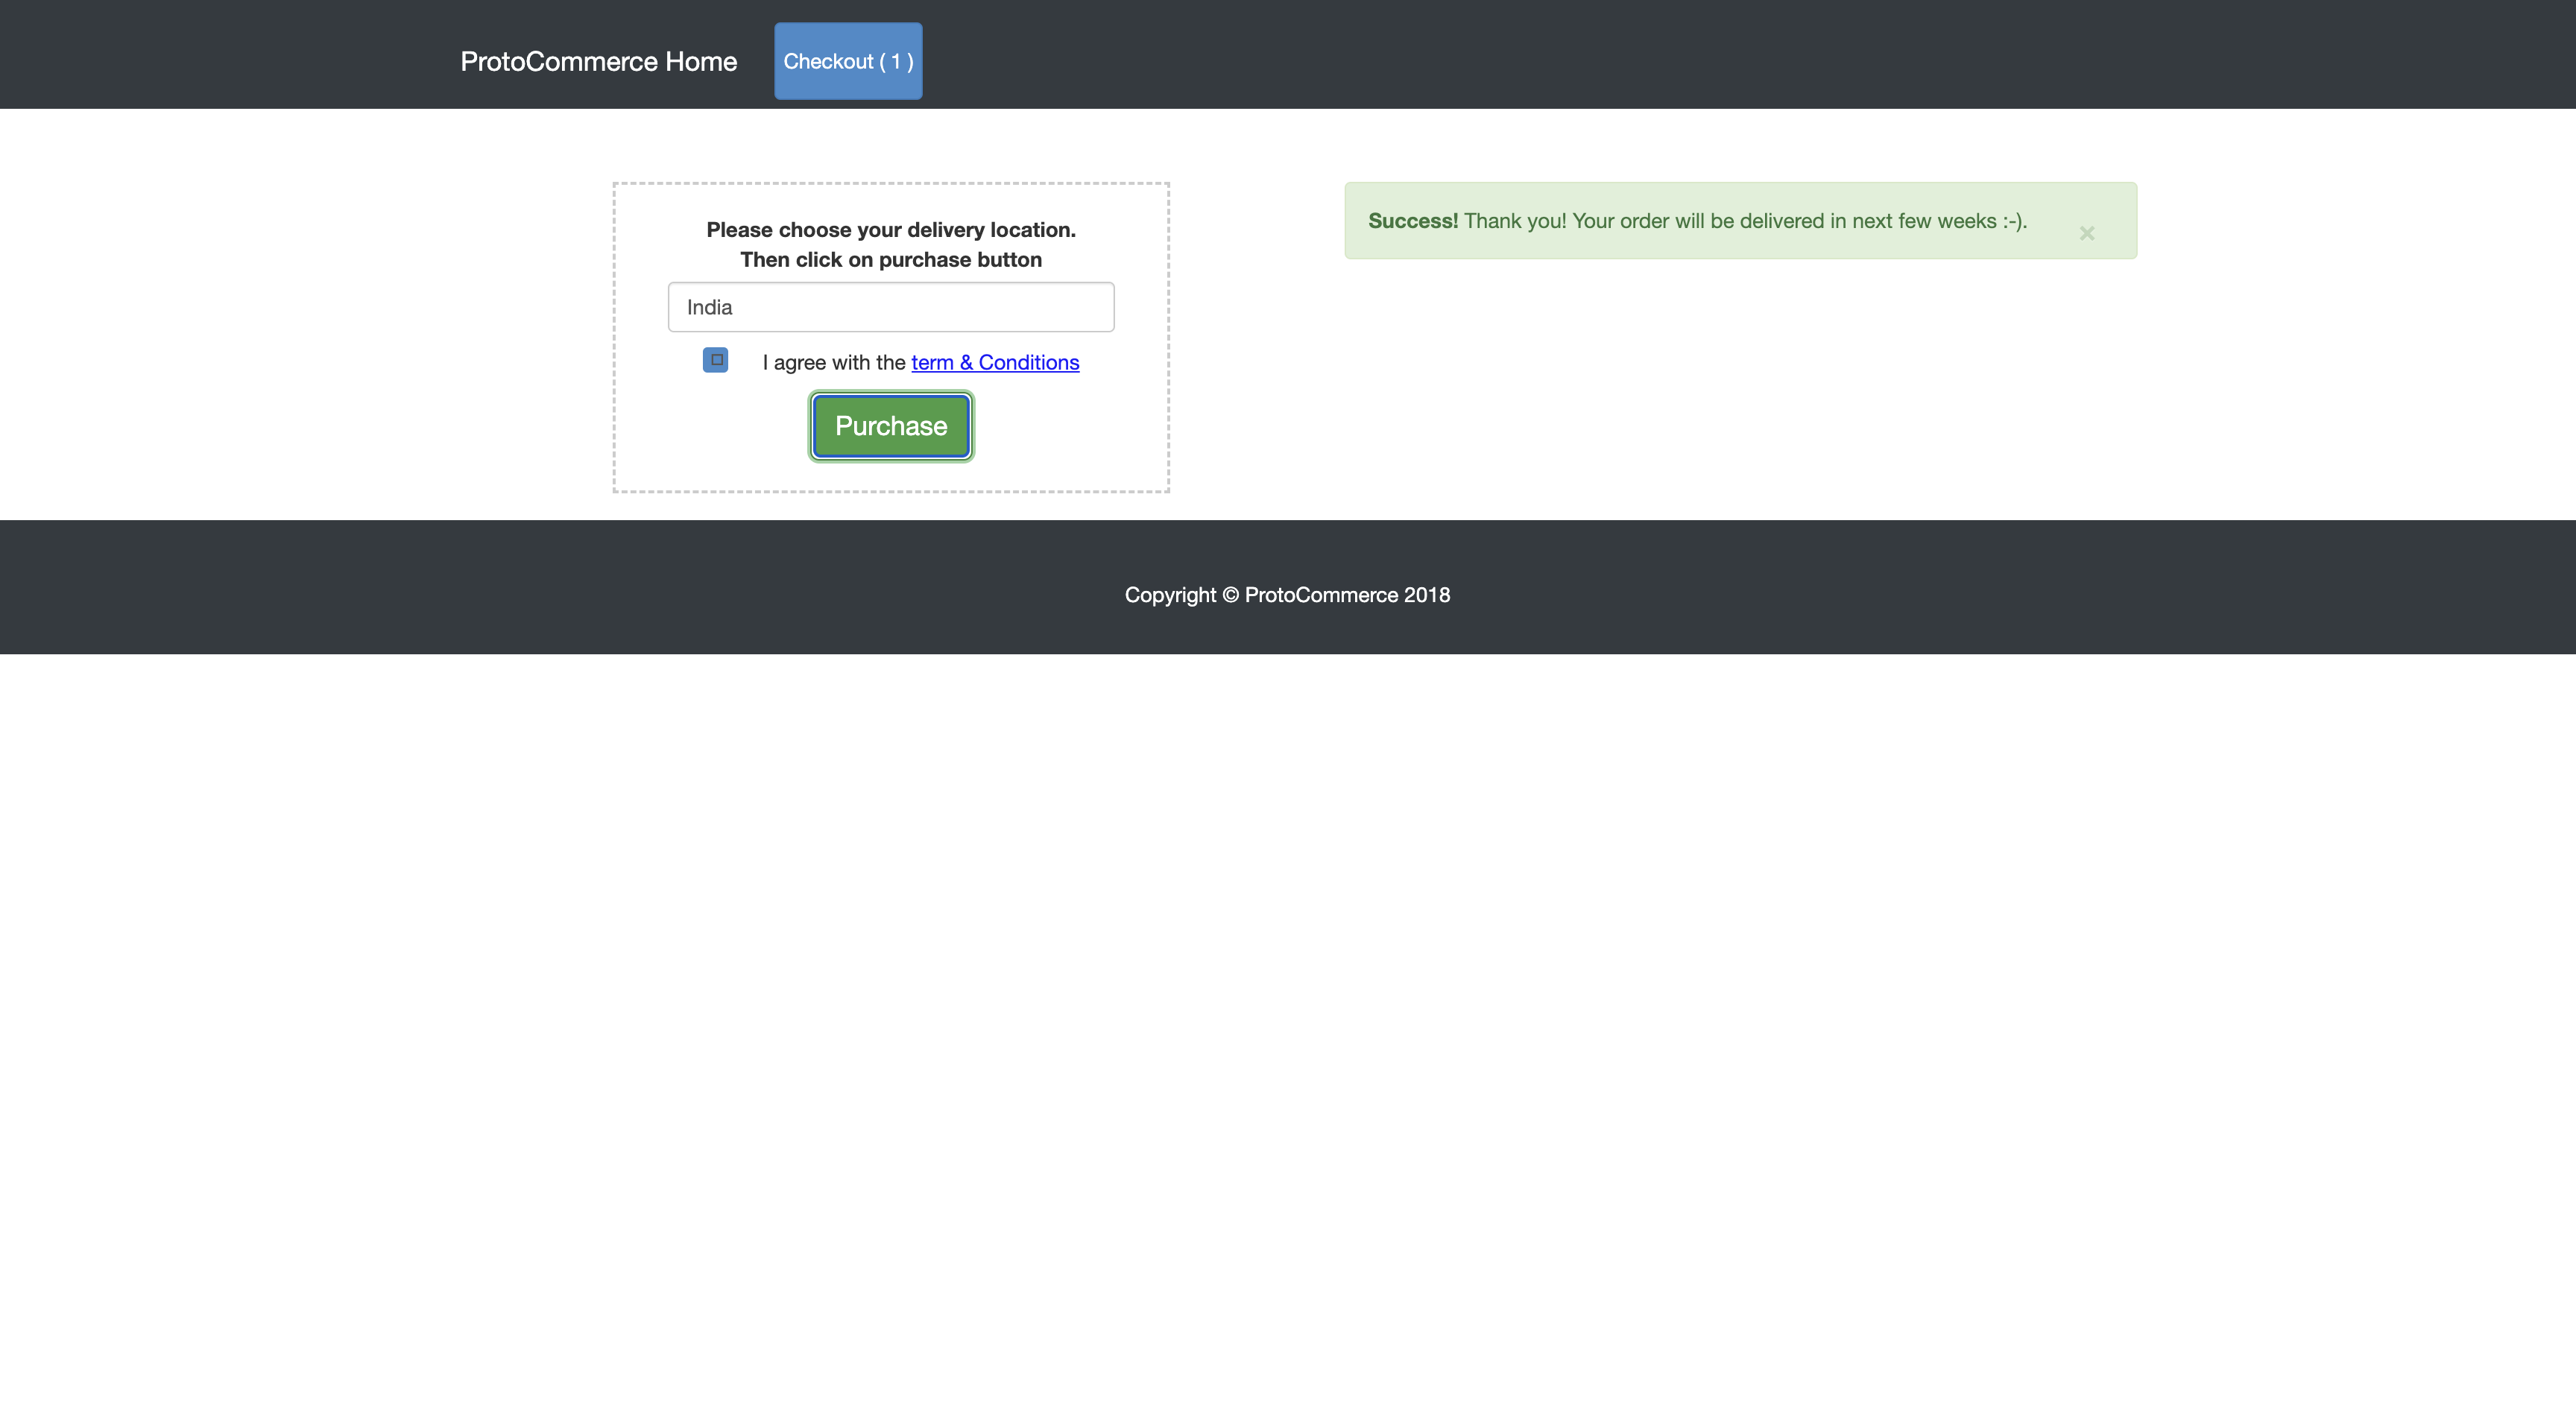 ProtoCommerce Home
Checkout ( 1 )
Please choose your delivery location.
Then click on purchase button
India
I agree with the term & Conditions
Purchase
Success! Thank you! Your order will be delivered in next few weeks :-).
×
Copyright © ProtoCommerce 2018